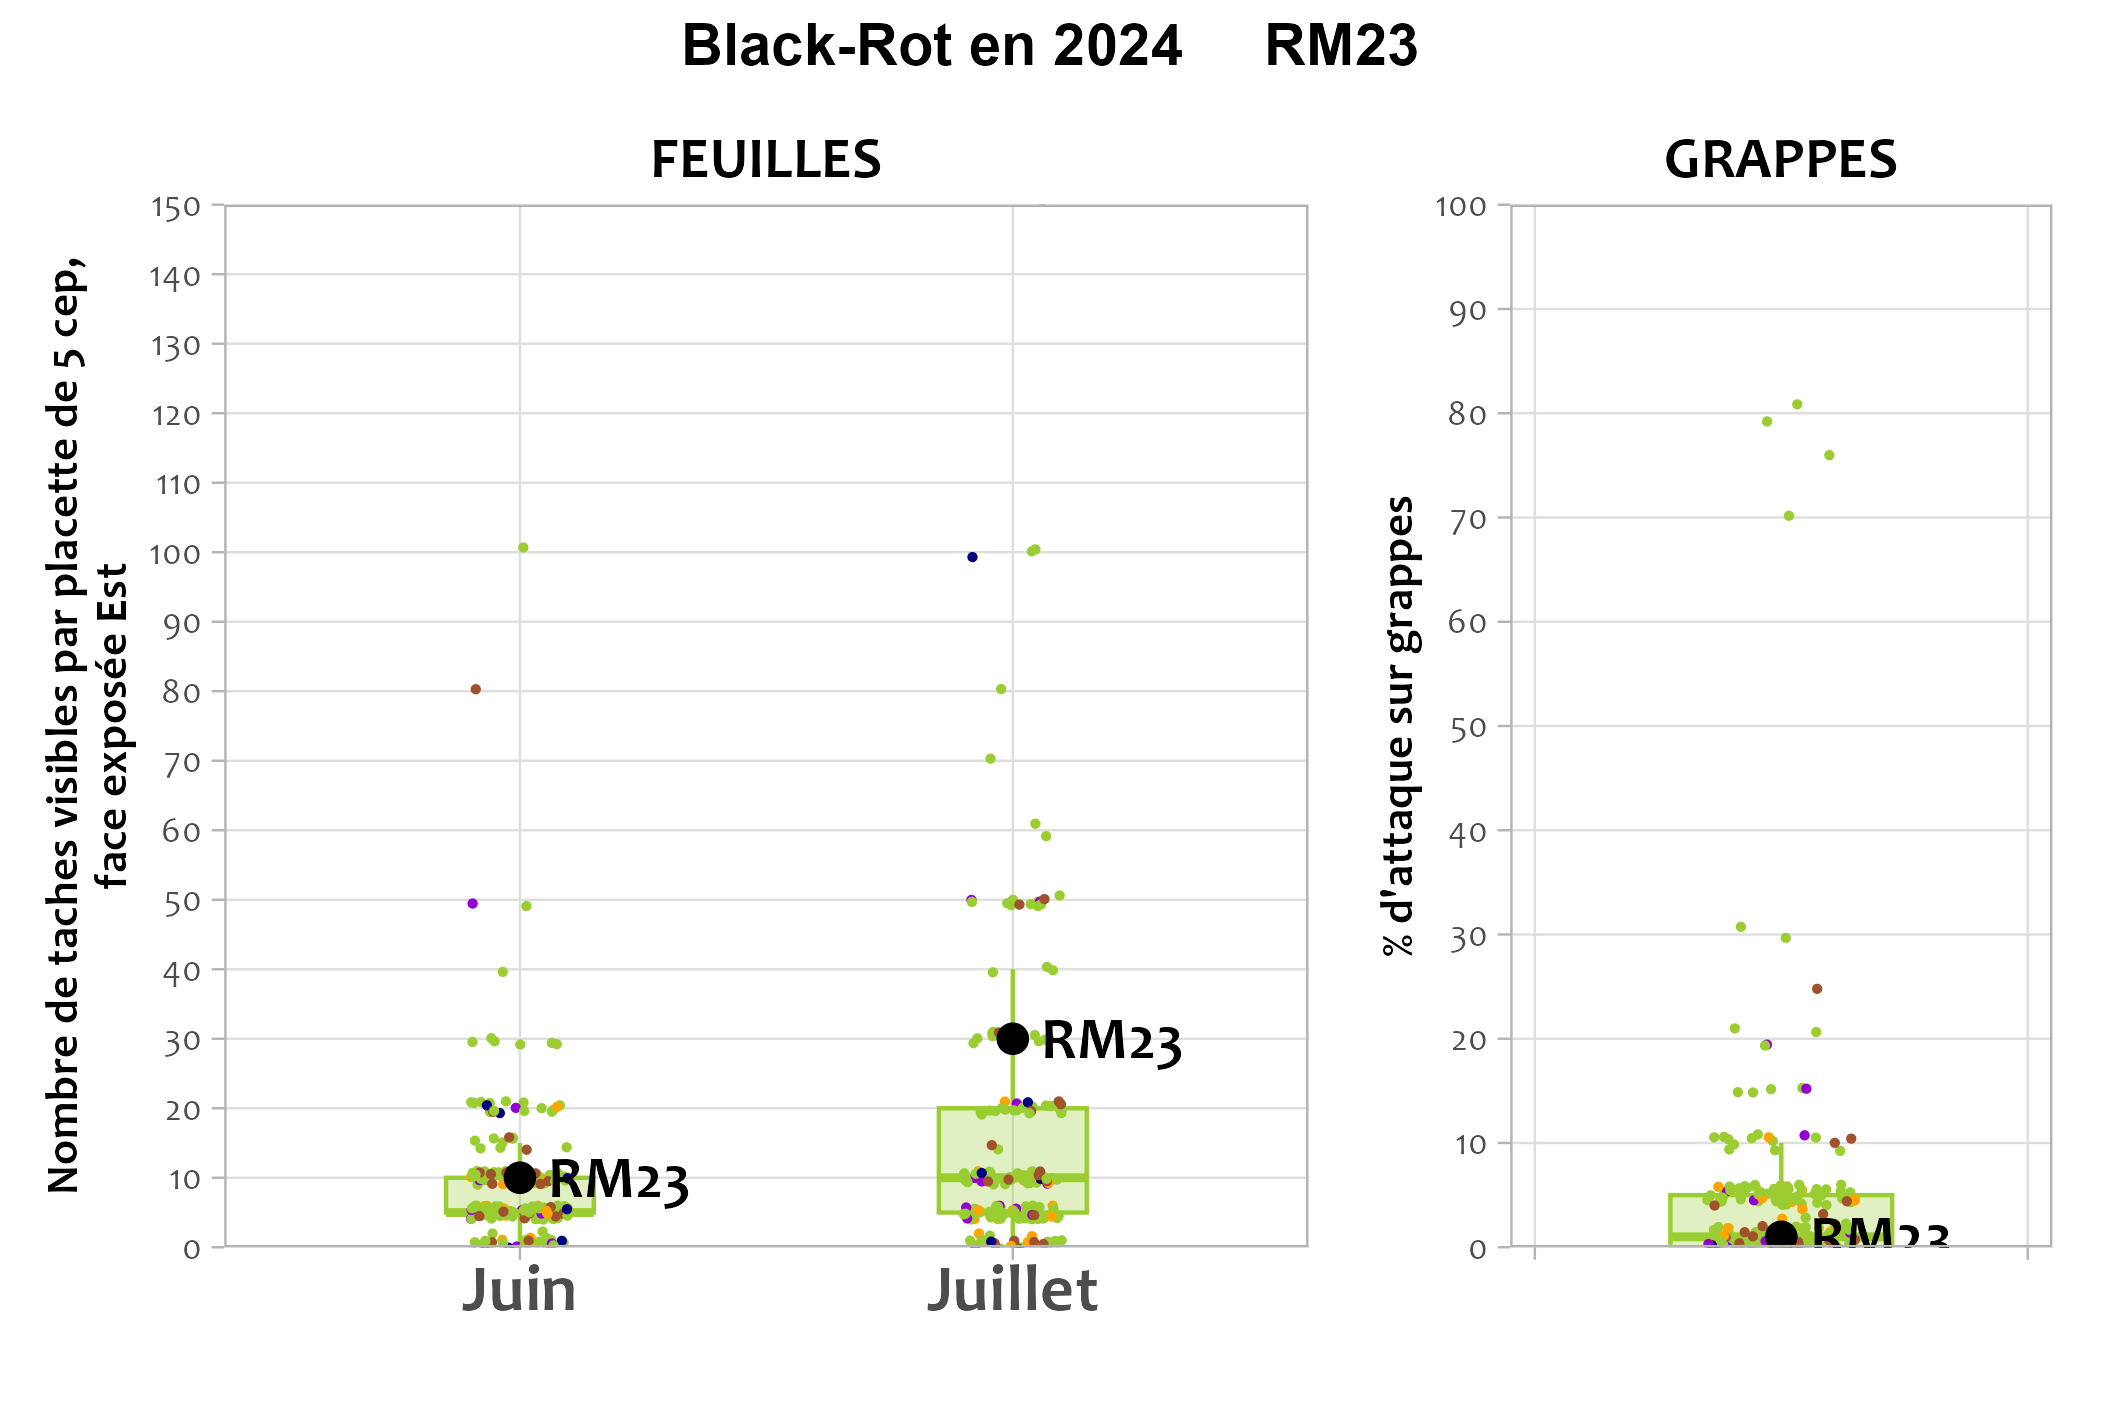 Black-Rot en 2024 RM23
FEUILLES
GRAPPES
Nombre de taches visibles par placette de 5 cep,
face exposée Est
150
140
130
120
110
100
90
80
70
60
50
40
30
20
10
0
RM23
RM23
Juin
Juillet
% d'attaque sur grappes
100
90
80
70
60
50
40
30
20
10
0
RM23